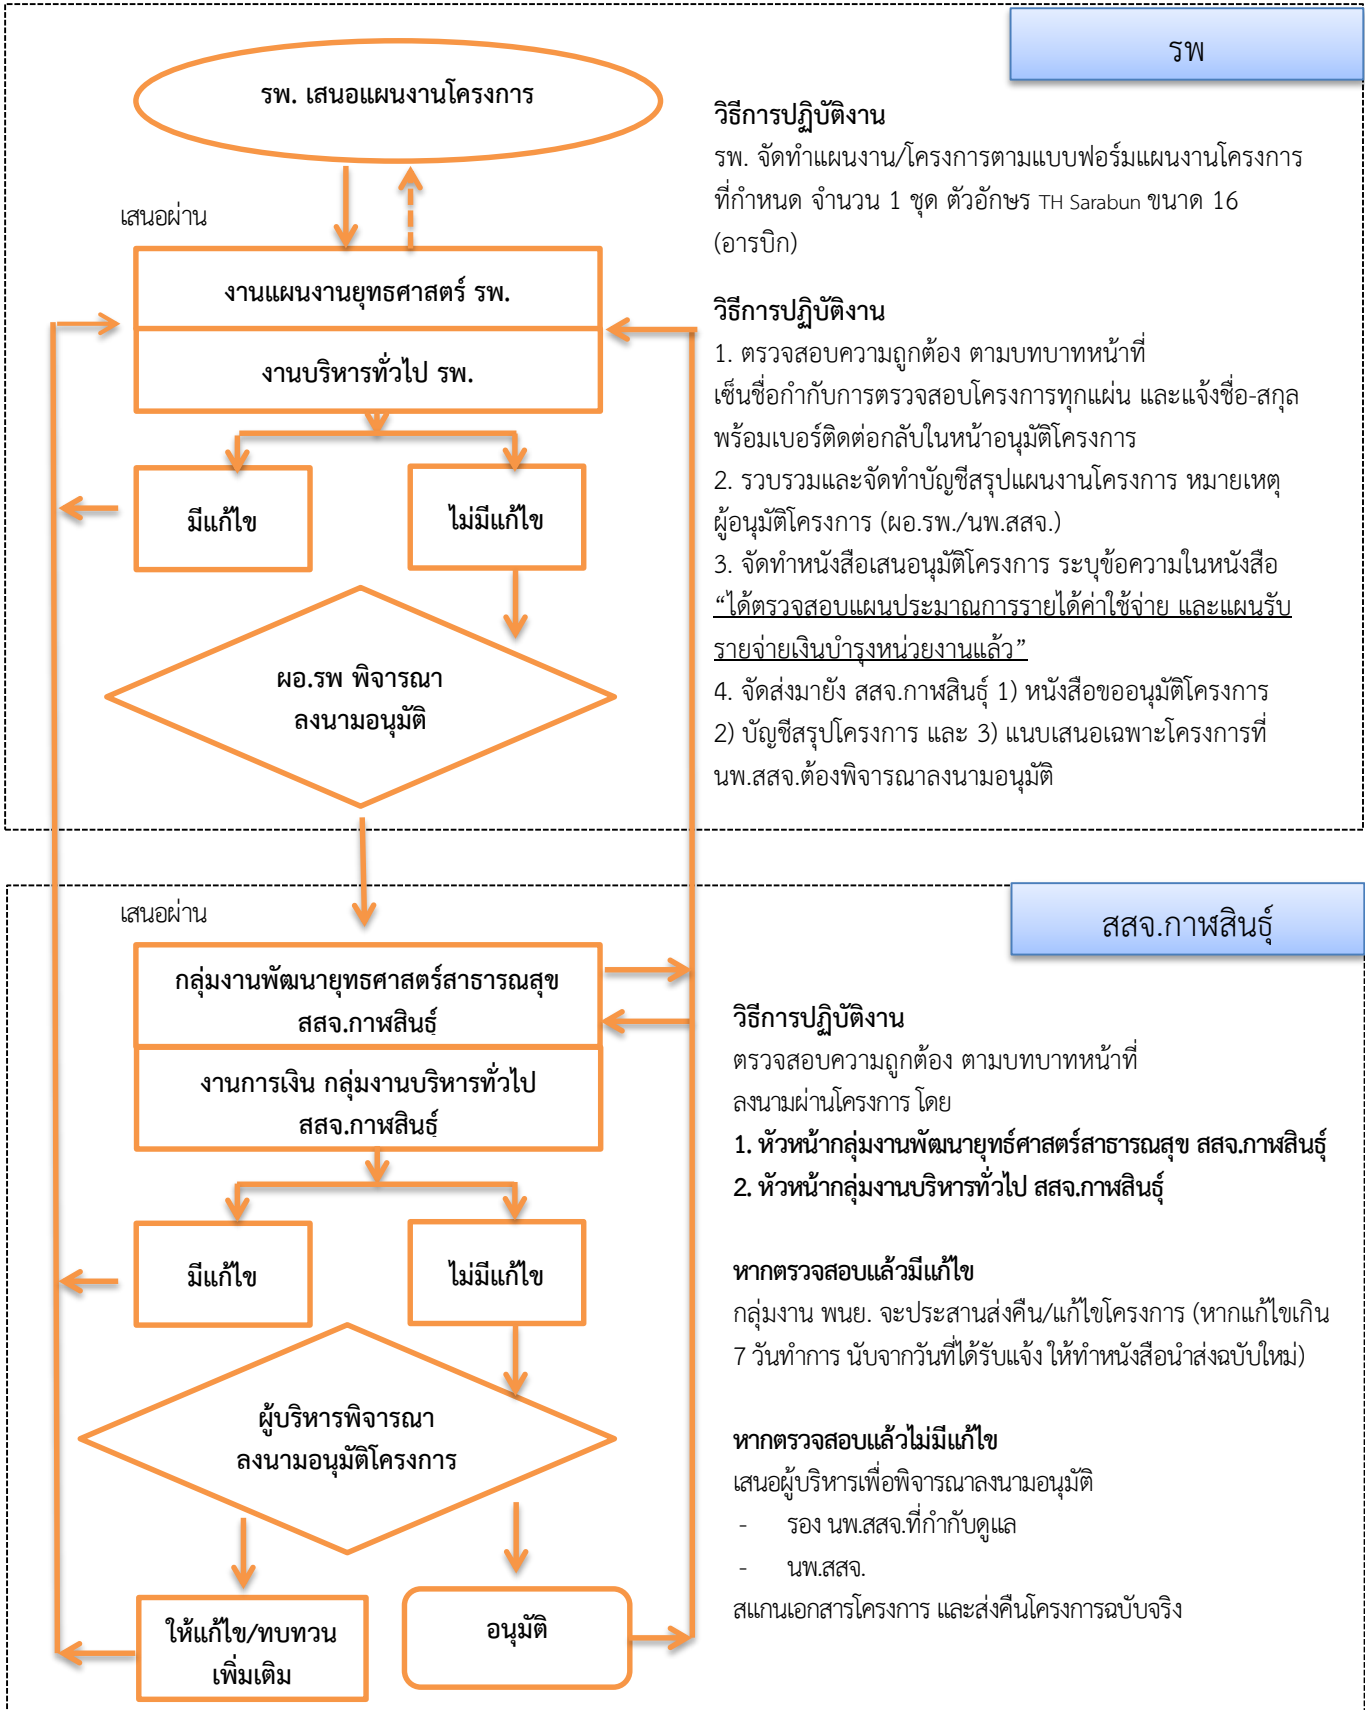 รพ
รพ. เสนอแผนงานโครงการ
วิธีการปฏิบัติงาน
รพ. จัดทำแผนงาน/โครงการตามแบบฟอร์มแผนงานโครงการ
ที่กำหนด จำนวน 1 ชุด ตัวอักษร TH Sarabun ขนาด 16
(อารบิก)
เสนอผ่าน
งานแผนงานยุทธศาสตร์ รพ.
งานบริหารทั่วไป รพ.
มีแก้ไข
ไม่มีแก้ไข
ผอ.รพ พิจารณา
ลงนามอนุมัติ
วิธีการปฏิบัติงาน
1. ตรวจสอบความถูกต้อง ตามบทบาทหน้าที่
เซ็นชื่อกำกับการตรวจสอบโครงการทุกแผ่น และแจ้งชื่อ-สกุล
พร้อมเบอร์ติดต่อกลับในหน้าอนุมัติโครงการ
2. รวบรวมและจัดทำบัญชีสรุปแผนงานโครงการ หมายเหตุ
ผู้อนุมัติโครงการ (ผอ.รพ./นพ.สสจ.)
3. จัดทำหนังสือเสนอนุมัติโครงการ ระบุข้อความในหนังสือ
“ได้ตรวจสอบแผนประมาณการรายได้ค่าใช้จ่าย และแผนรับ
รายจ่ายเงินบำรุงหน่วยงานแล้ว”
4. จัดส่งมายัง สสจ.กาฬสินธุ์ 1) หนังสือขออนุมัติโครงการ
2) บัญชีสรุปโครงการ และ 3) แนบเสนอเฉพาะโครงการที่
นพ.สสจ.ต้องพิจารณาลงนามอนุมัติ
สสจ.กาฬสินธุ์
เสนอผ่าน
กลุ่มงานพัฒนายุทธศาสตร์สาธารณสุข
สสจ.กาฬสินธุ์
งานการเงิน กลุ่มงานบริหารทั่วไป
สสจ.กาฬสินธุ์
มีแก้ไข
ไม่มีแก้ไข
ผู้บริหารพิจารณา
ลงนามอนุมัติโครงการ
ให้แก้ไข/ทบทวน
เพิ่มเติม
อนุมัติ
วิธีการปฏิบัติงาน
ตรวจสอบความถูกต้อง ตามบทบาทหน้าที่
ลงนามผ่านโครงการ โดย
1. หัวหน้ากลุ่มงานพัฒนายุทธ์ศาสตร์สาธารณสุข สสจ.กาฬสินธุ์
2. หัวหน้ากลุ่มงานบริหารทั่วไป สสจ.กาฬสินธุ์
หากตรวจสอบแล้วมีแก้ไข
กลุ่มงาน พนย. จะประสานส่งคืน/แก้ไขโครงการ (หากแก้ไขเกิน
7 วันทำการ นับจากวันที่ได้รับแจ้ง ให้ทำหนังสือนำส่งฉบับใหม่)
หากตรวจสอบแล้วไม่มีแก้ไข
เสนอผู้บริหารเพื่อพิจารณาลงนามอนุมัติ
- รอง นพ.สสจ.ที่กำกับดูแล
- นพ.สสจ.
สแกนเอกสารโครงการ และส่งคืนโครงการฉบับจริง